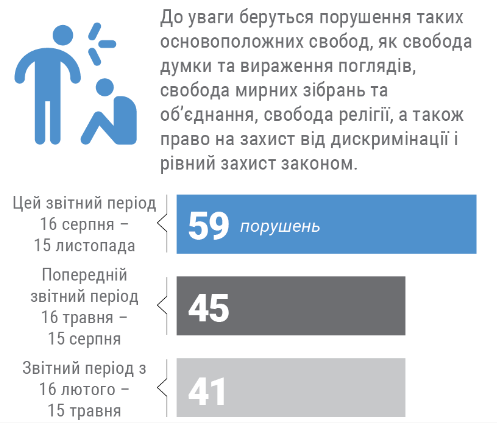 До уваги беруться порушення таких
основоположних свобод, як свобода
думки та вираження поглядів,
свобода мирних зібрань та
об’єднання, свобода релігії, а також
право на захист від дискримінації і
рівний захист законом.
Цей звітний період
16 серпня –
15 листопада
59 порушень
Попередній
звітний період
16 травня –
15 серпня
45
Звітний період з
16 лютого –
15 травня
41